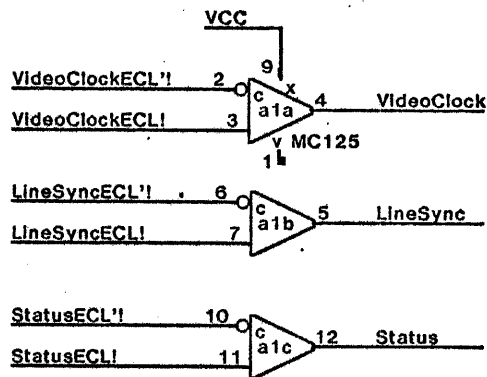 VCC
9
VideoClockECL'! 2 c x 4 VideoClock
a1a
VideoClockECL! 3
v MC125
1
LineSyncECL'! 6 c 5 LineSync
a1b
LineSyncECL! 7
StatusECL'! 10 c 12 Status
a1c
StatusECL! 11